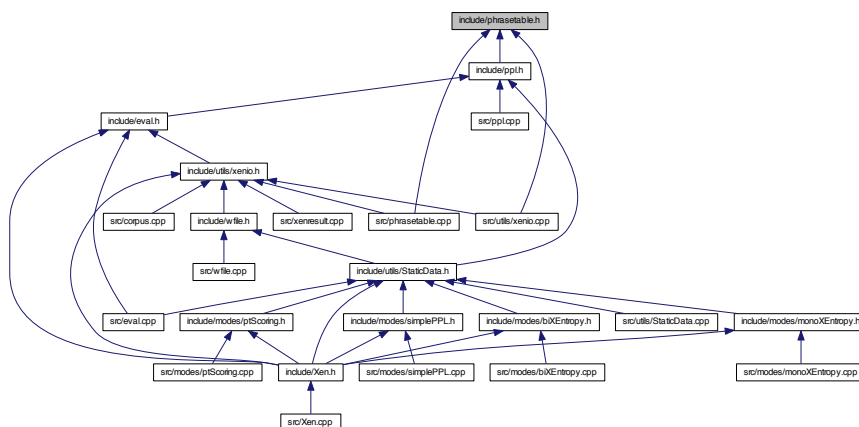 include/phrasetable.h
include/ppl.h
include/eval.h
src/ppl.cpp
include/utils/xenio.h
src/corpus.cpp
include/wfile.h
src/xenresult.cpp
src/phrasetable.cpp
src/utils/xenio.cpp
src/wfile.cpp
include/utils/StaticData.h
src/eval.cpp
include/modes/ptScoring.h
include/modes/simplePPL.h
include/modes/biXEntropy.h
src/utils/StaticData.cpp
include/modes/monoXEntropy.h
src/modes/ptScoring.cpp
include/Xen.h
src/modes/simplePPL.cpp
src/modes/biXEntropy.cpp
src/modes/monoXEntropy.cpp
src/Xen.cpp